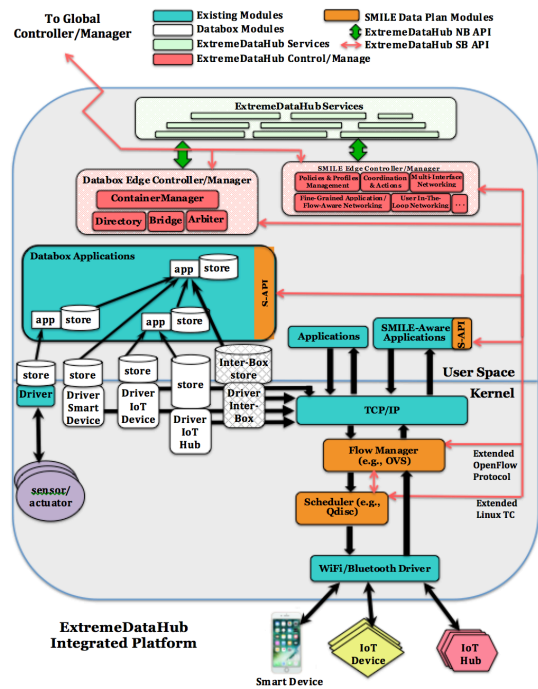 To Global
Controller/Manager
Existing Modules
Databox Modules
ExtremeDataHub Services
ExtremeDataHub Control/Manage
SMILE Data Plan Modules
ExtremeDataHub NB API
ExtremeDataHub SB API
ExtremeDataHub Services
Databox Edge Controller/Manager
ContainerManager
Directory
Bridge
Arbiter
SMILE Edge Controller/Manager
Policies & Profiles
Management
Coordination
& Actions
Multi-Interface
Networking
Fine-Grained Application/
Flow-Aware Networking
User In-The-
Loop Networking
...
Databox Applications
app
store
app
store
app
store
S-API
Applications
SMILE-Aware
Applications
S-API
User Space
Kernel
store
Driver
store
Driver
Smart
Device
store
Driver
IoT
Device
store
Driver
IoT
Hub
Inter-Box
store
Driver
Inter-
Box
TCP/IP
Flow Manager
(e.g., OVS)
Extended
OpenFlow
Protocol
Scheduler (e.g.,
Qdisc)
Extended
Linux TC
sensor/
actuator
WiFi/Bluetooth Driver
ExtremeDataHub
Integrated Platform
Smart Device
IoT
Device
IoT
Hub